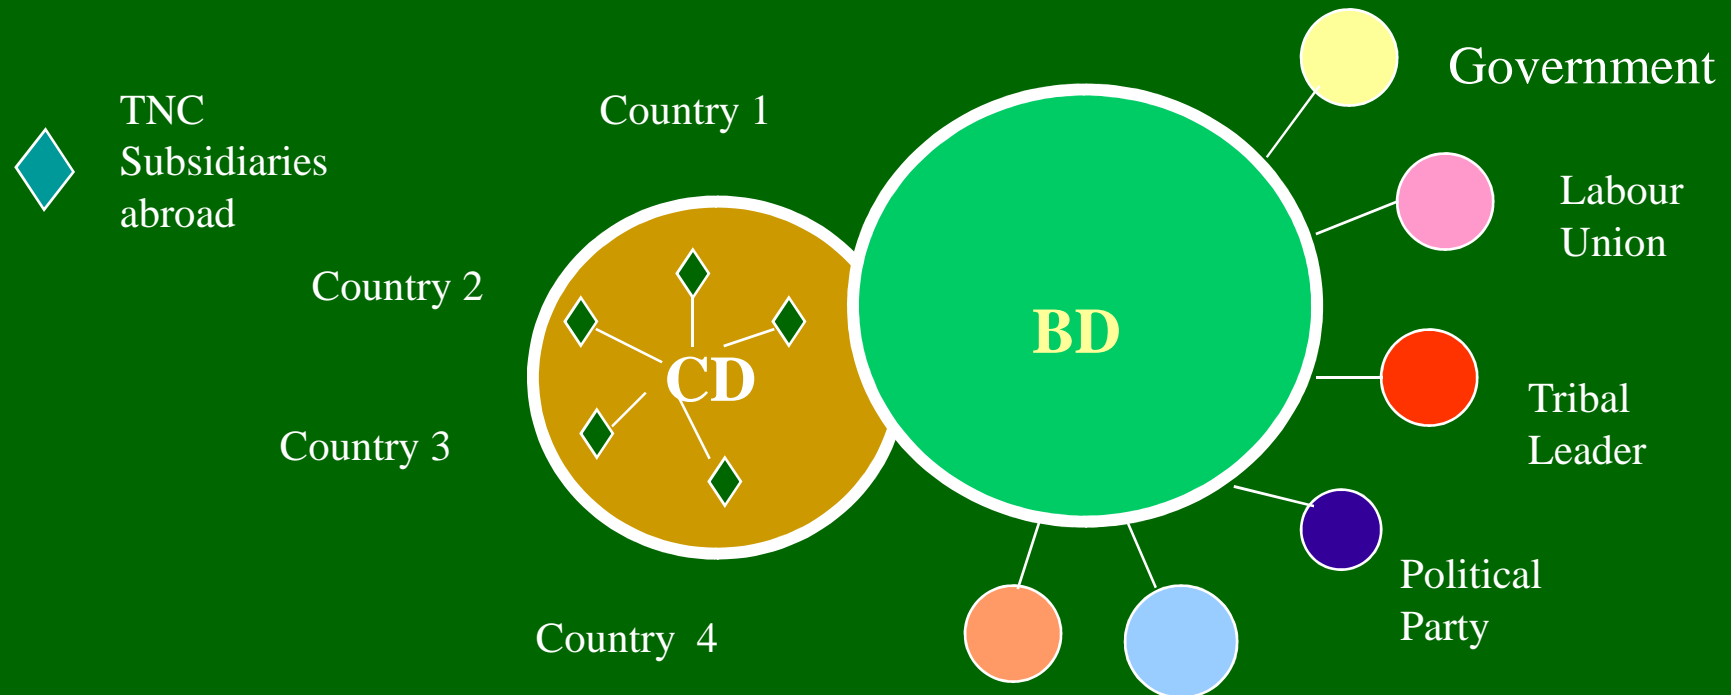 TNC
Subsidiaries
abroad
Country 1
Government
Labour
Union
Country 2
BD
CD
Tribal
Leader
Country 3
Political
Party
Country 4